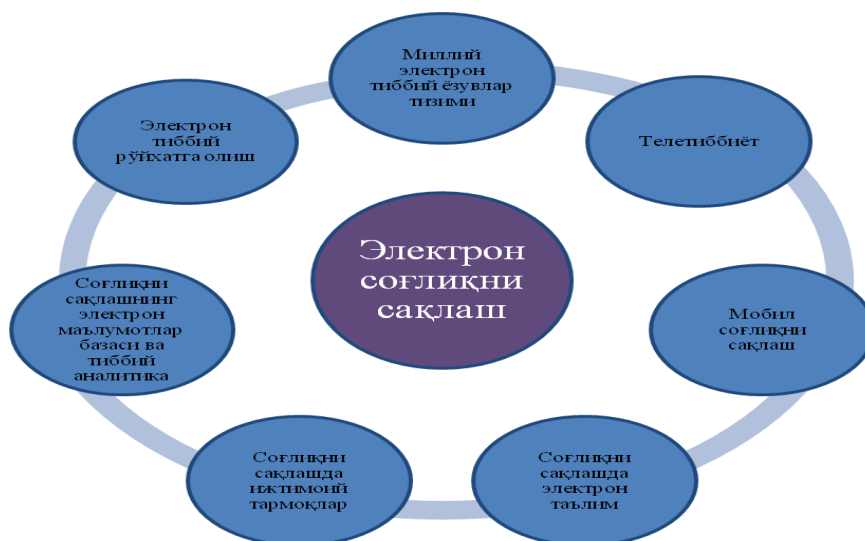 Миллий
электрон
тиббий ёзувлар
тизими
Телетиббиёт
Мобил
соғлиқни
сақлаш
Соғлиқни
сақлашда
электрон
таълим
Соғлиқни
сақлашда
ижтимоий
тармоқлар
Соғлиқни
сақлашнинг
электрон
маълумотлар
базаси ва
тиббий
аналитика
Электрон
тиббий
рўйхатга олиш
Электрон
соғлиқни
сақлаш